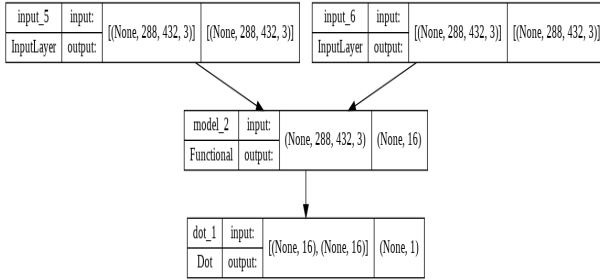 input_5 input: [(None, 288, 432, 3)] [(None, 288, 432, 3)]
InputLayer output:
input_6 input: [(None, 288, 432, 3)] [(None, 288, 432, 3)]
InputLayer output:
model_2 input: (None, 288, 432, 3) (None, 16)
Functional output:
dot_1 input: [(None, 16), (None, 16)] (None, 1)
Dot output: